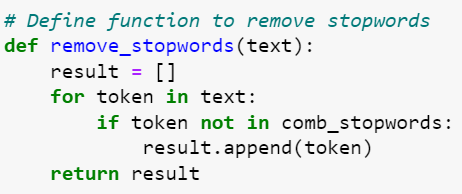 # Define function to remove stopwords
def remove_stopwords(text):
    result = []
    for token in text:
        if token not in comb_stopwords:
            result.append(token)
    return result